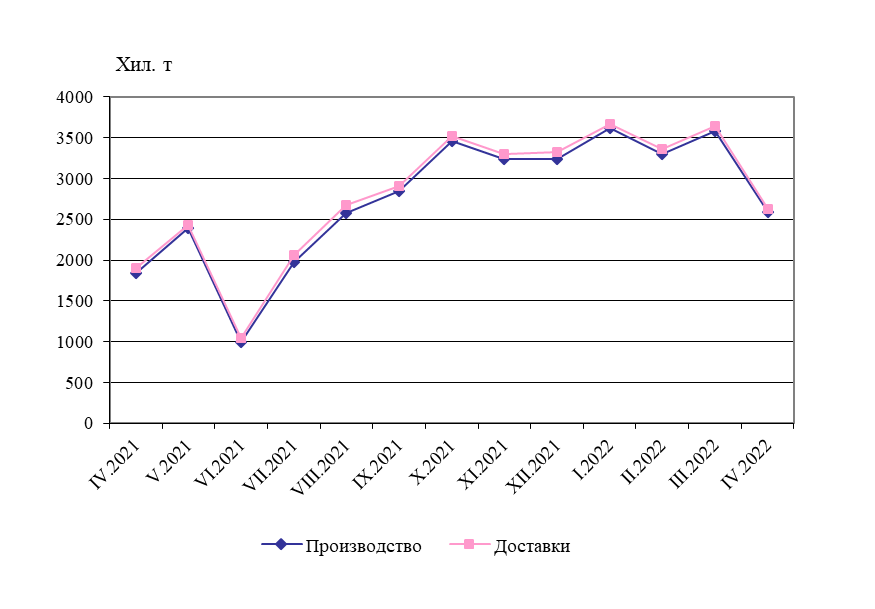 Хил. т
4000
3500
3000
2500
2000
1500
1000
500
0
IV.2021
V.2021
VI.2021
VII.2021
VIII.2021
IX.2021
X.2021
XI.2021
XII.2021
I.2022
II.2022
III.2022
IV.2022
Производство
Доставки